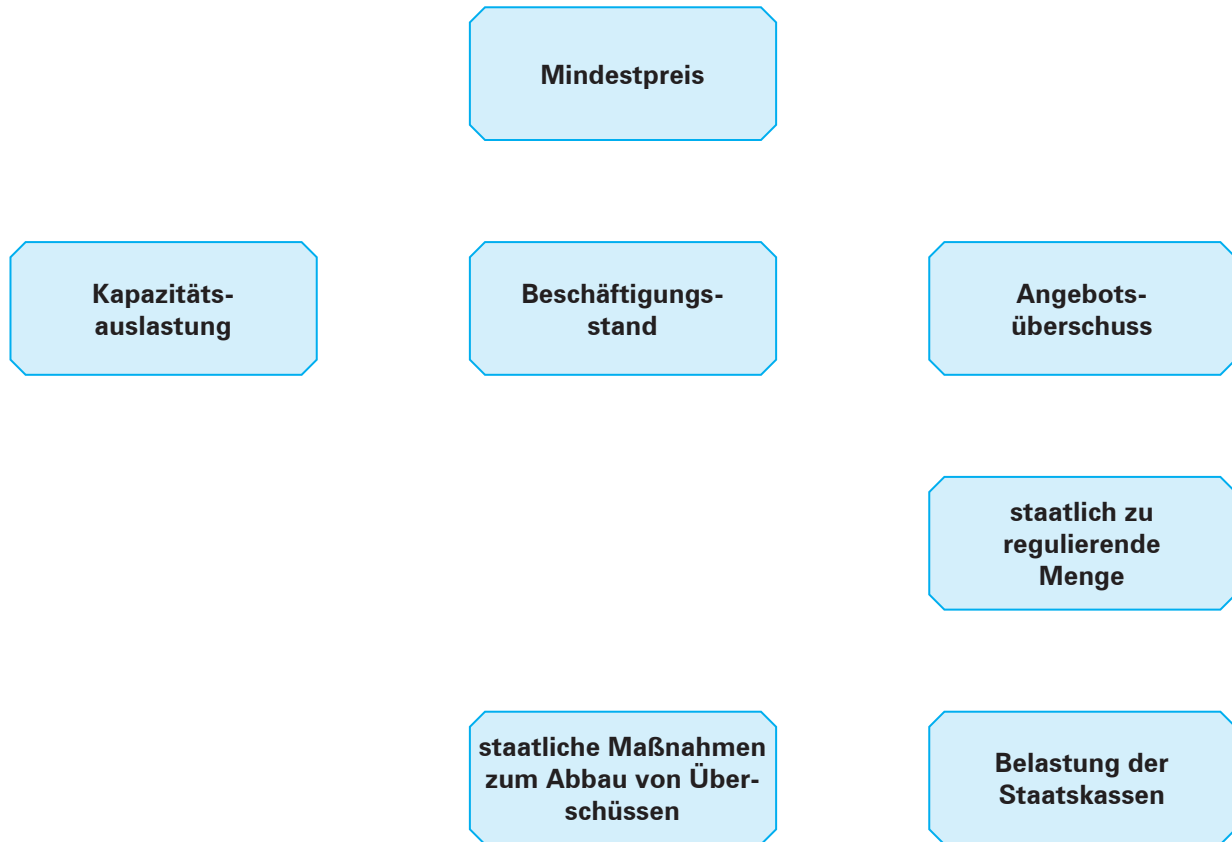 Mindestpreis
Kapazitäts-
auslastung
Beschäftigungs-
stand
Angebots-
überschuss
staatlich zu
regulierende
Menge
staatliche Maßnahmen
zum Abbau von Über-
schüssen
Belastung der
Staatskassen